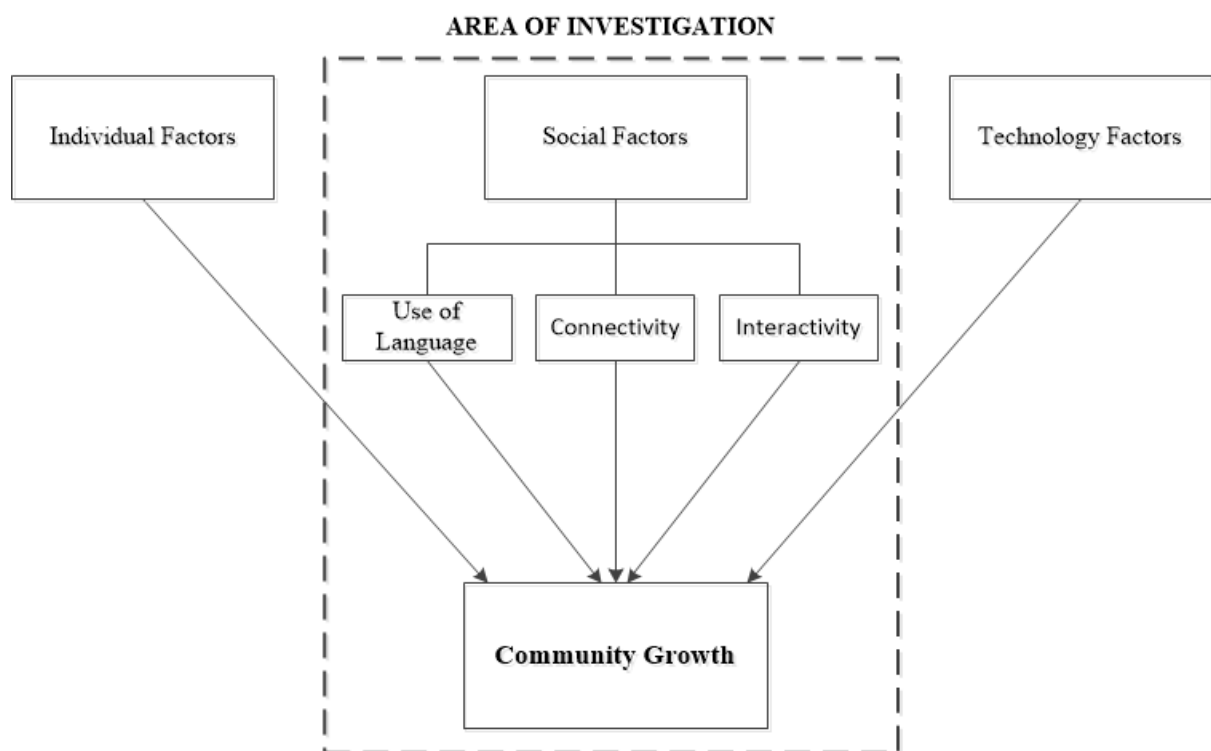 AREA OF INVESTIGATION
Individual Factors
Social Factors
Technology Factors
Use of
Language
Connectivity
Interactivity
Community Growth